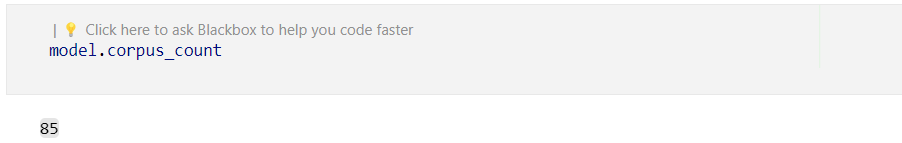 | 💡 Click here to ask Blackbox to help you code faster
model.corpus_count
85